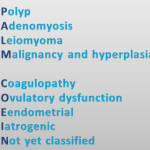 Polyp
Adenomyosis
Leiomyoma
Malignancy and hyperplasia
Coagulopathy
Ovulatory dysfunction
Eendometrial
Iatrogenic
Not yet classified